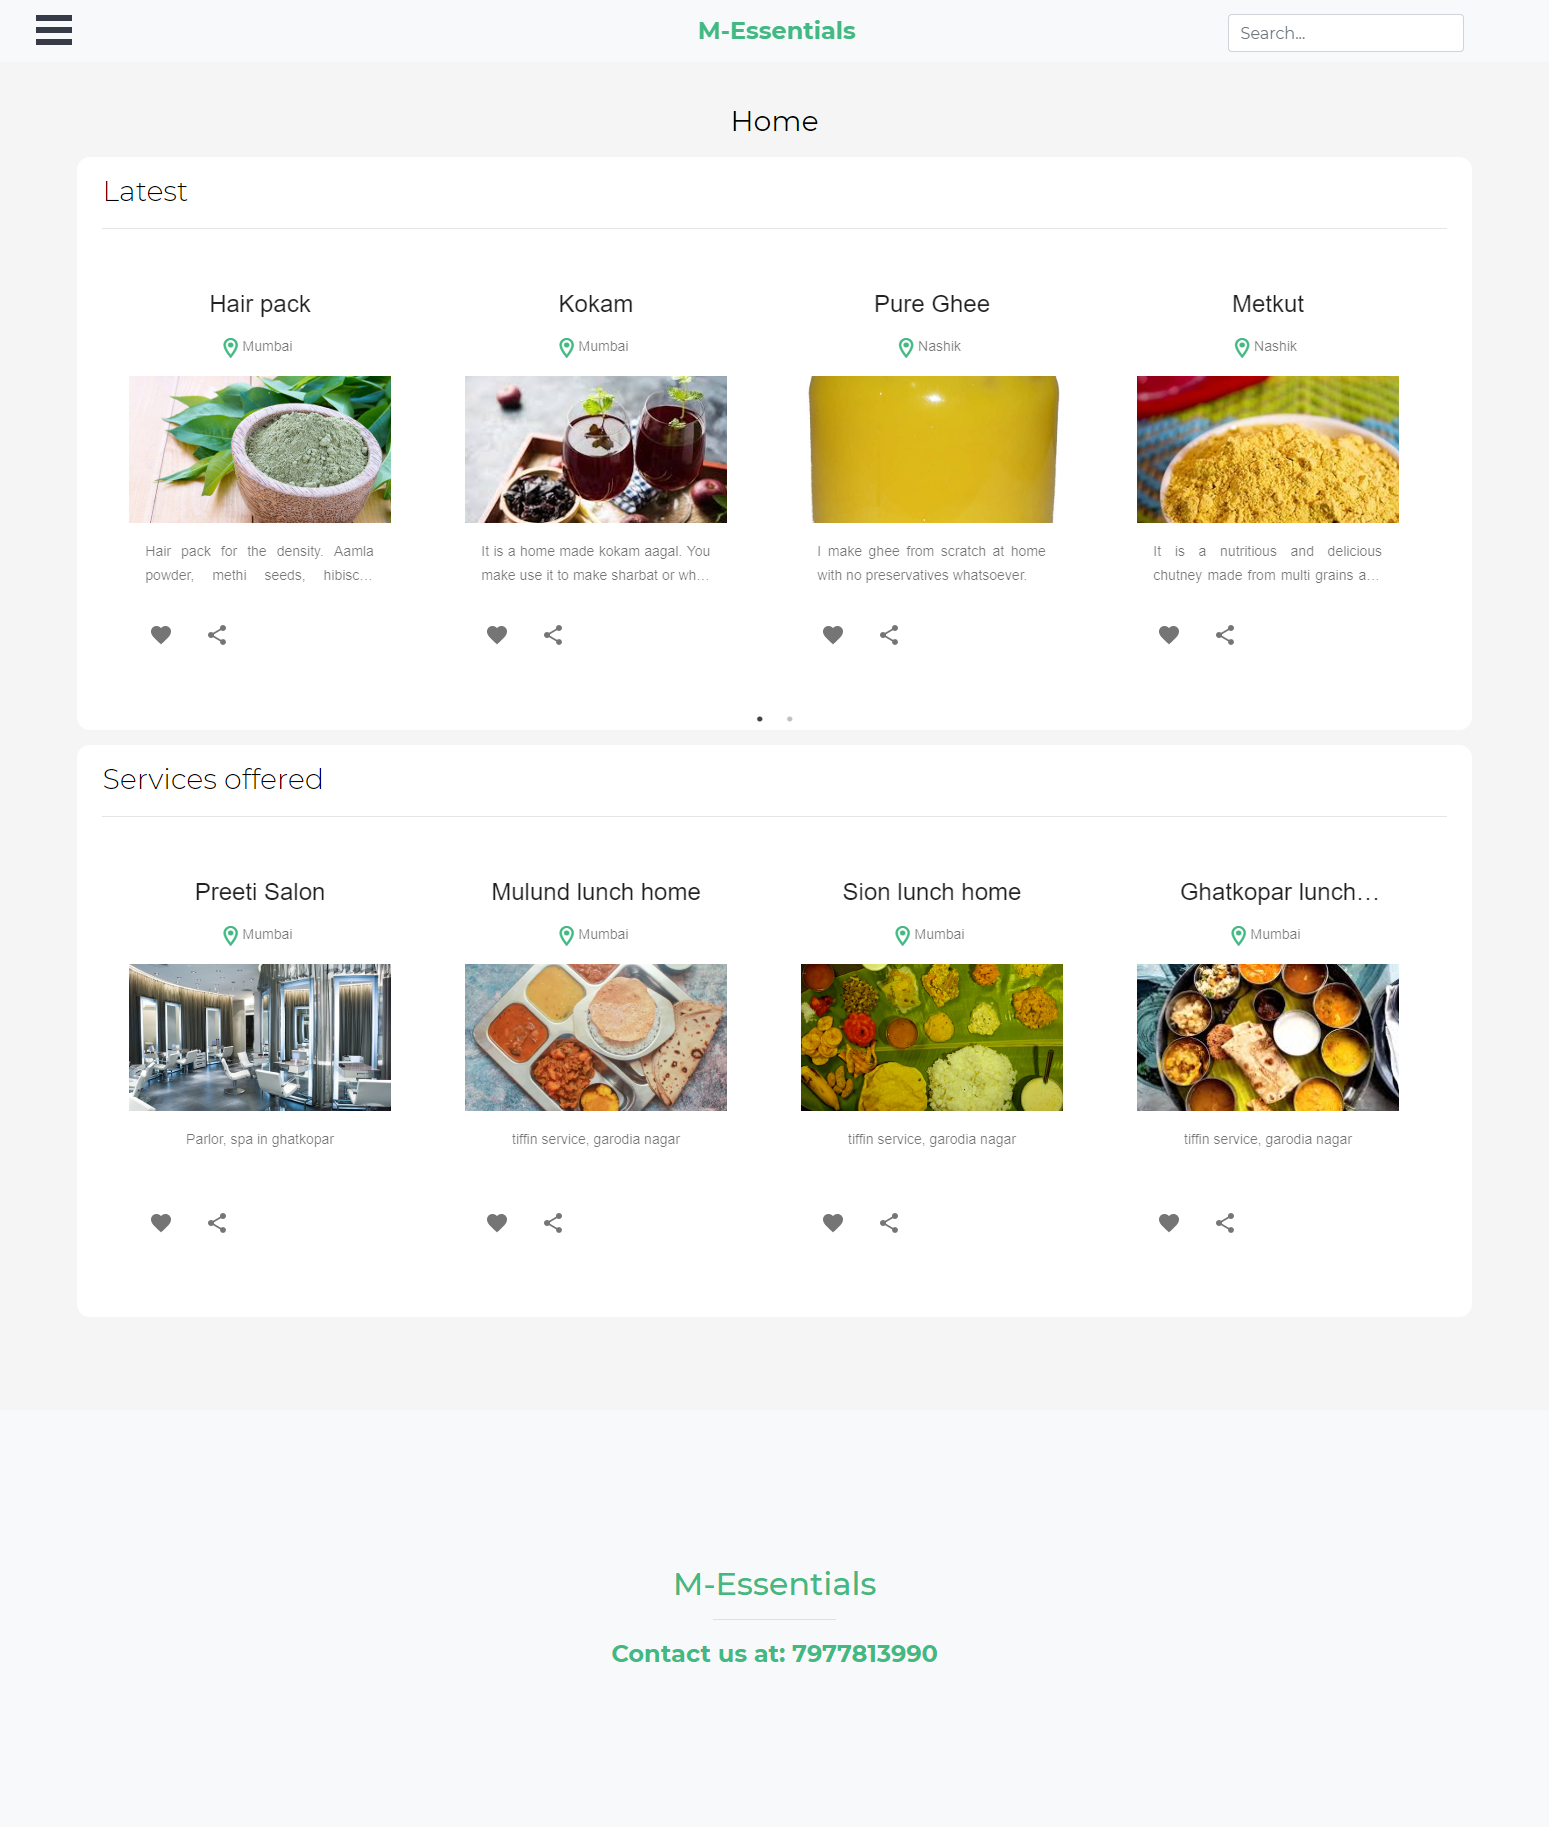 M-Essentials
Search...
Home
Latest
Hair pack
Mumbai
Hair pack for the density. Aamla
powder, methi seeds, hibisc...
Kokam
Mumbai
It is a home made kokam aagal. You
make use it to make sharbat or wh...
Pure Ghee
Nashik
I make ghee from scratch at home
with no preservatives whatsoever.
Metkut
Nashik
It is a nutritious and delicious
chutney made from multi grains a...
Services offered
Preeti Salon
Mumbai
Parlor, spa in ghatkopar
Mulund lunch home
Mumbai
tiffin service, garodia nagar
Sion lunch home
Mumbai
tiffin service, garodia nagar
Ghatkopar lunch...
Mumbai
tiffin service, garodia nagar
M-Essentials
Contact us at: 7977813990